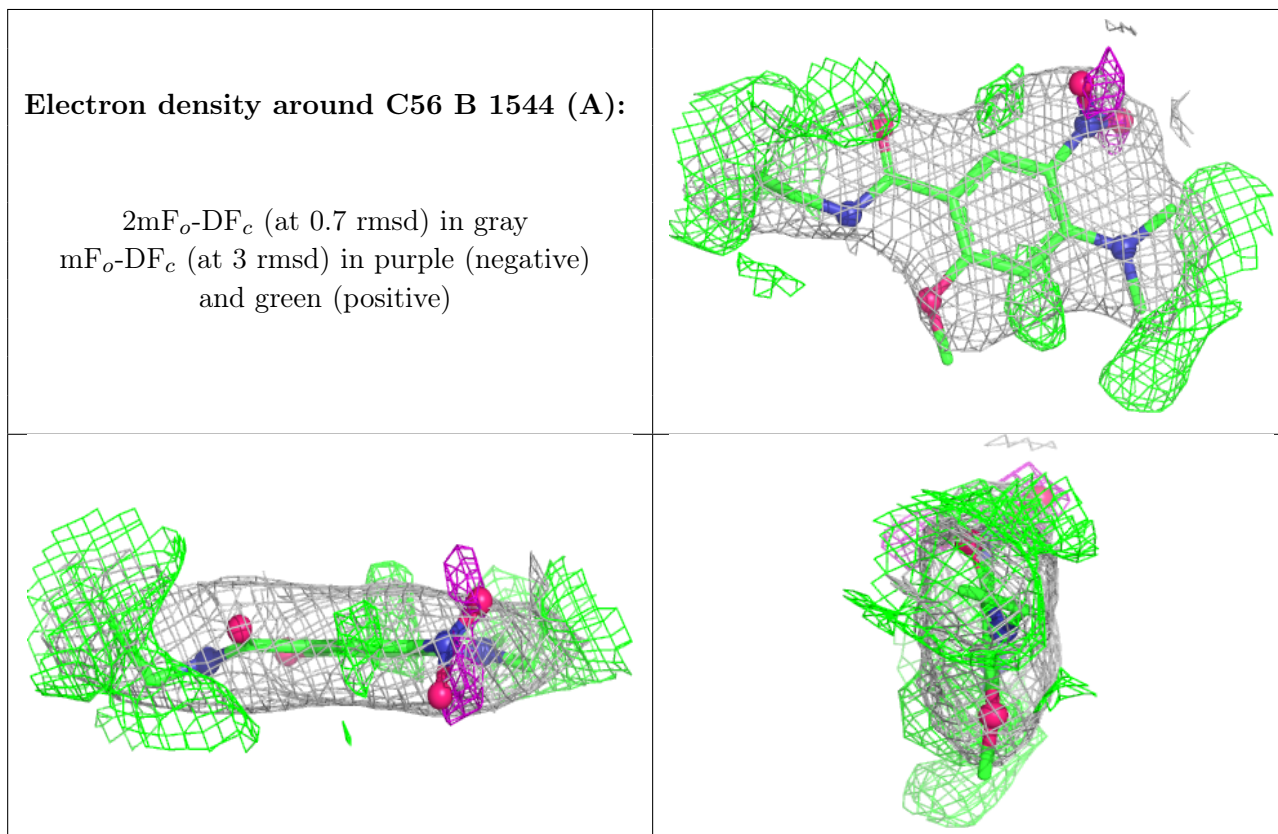 Electron density around C56 B 1544 (A):
2mFo-DFc (at 0.7 rmsd) in gray
mFo-DFc (at 3 rmsd) in purple (negative)
and green (positive)